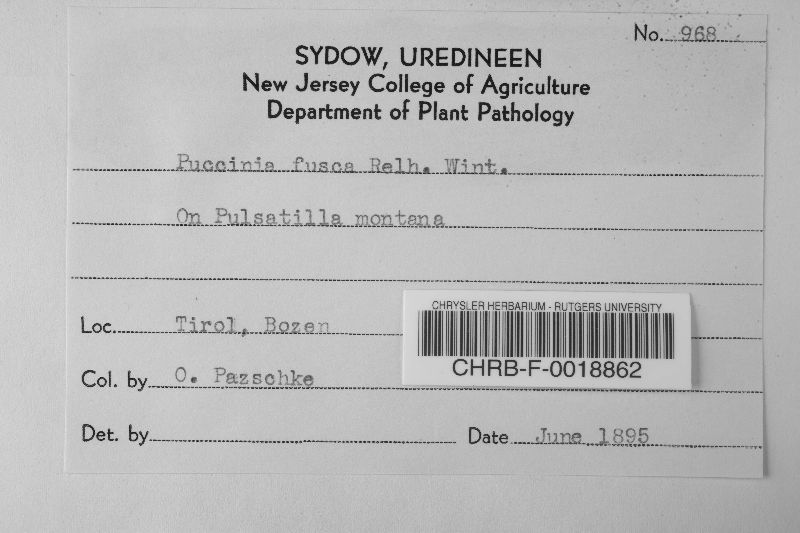 No. 968
SYDOW, UREDINEEN
New Jersey College of Agriculture
Department of Plant Pathology
Puccinia fusca Relh. Wint.
On Pulsatilla montana
Loc. Tirol, Bozen
CHRYSLER HERBARIUM - RUTGERS UNIVERSITY
CHRB-F-0018862
Col. by O. Pazschke
Det. by
Date June 1895